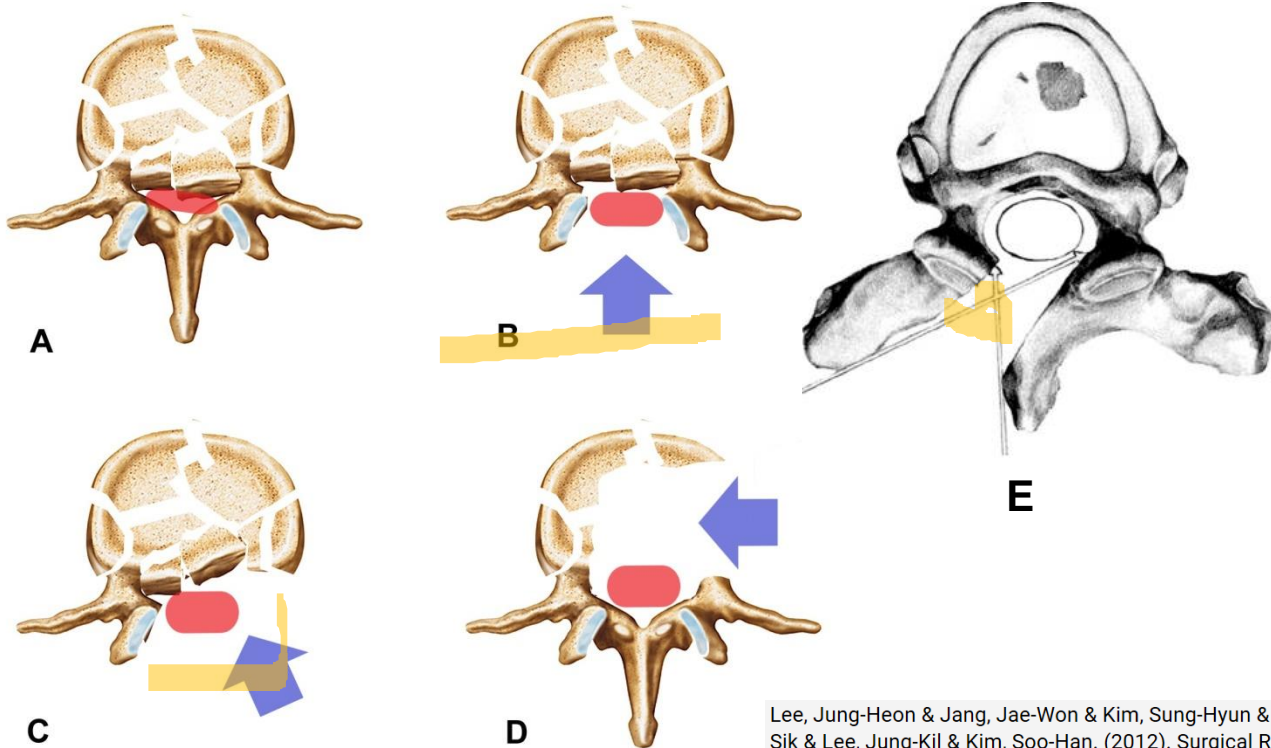 A
B
E
C
D
Lee, Jung-Heon & Jang, Jae-Won & Kim, Sung-Hyun &
Sik & Lee, Jung-Kil & Kim, Soo-Han. (2012). Surgical R